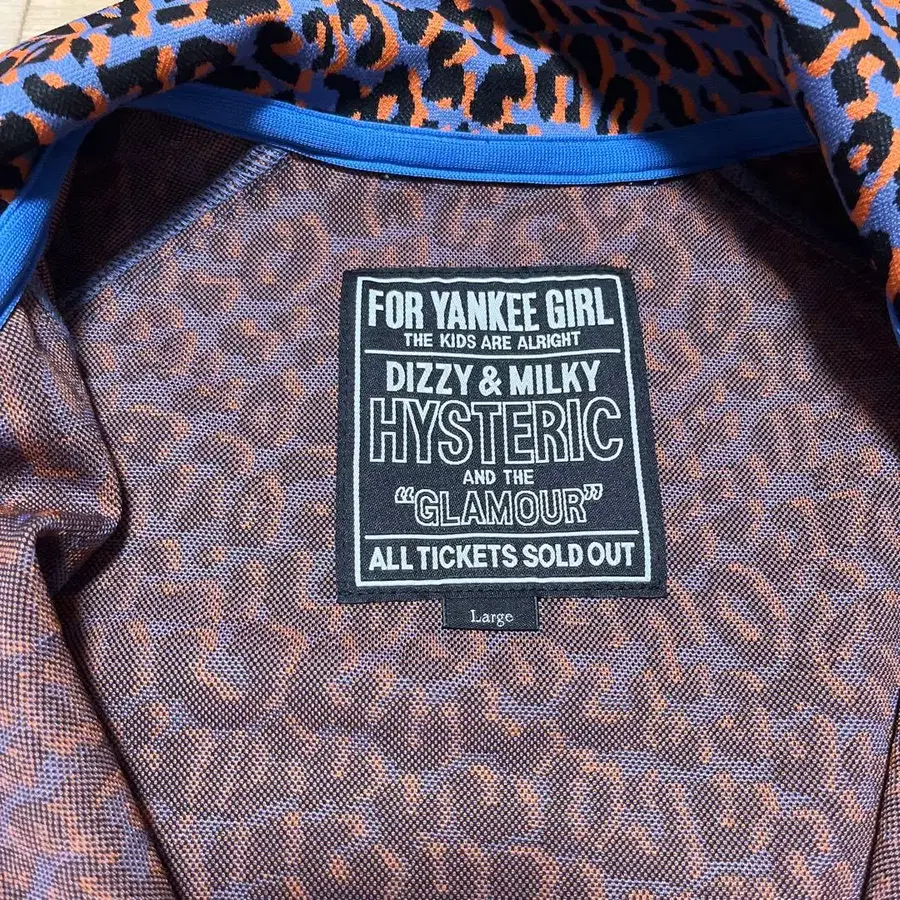 FOR YANKEE GIRL
THE KIDS ARE ALRIGHT
DIZZY & MILKY
HYSTERIC
AND THE
“GLAMOUR”
ALL TICKETS SOLD OUT
Large